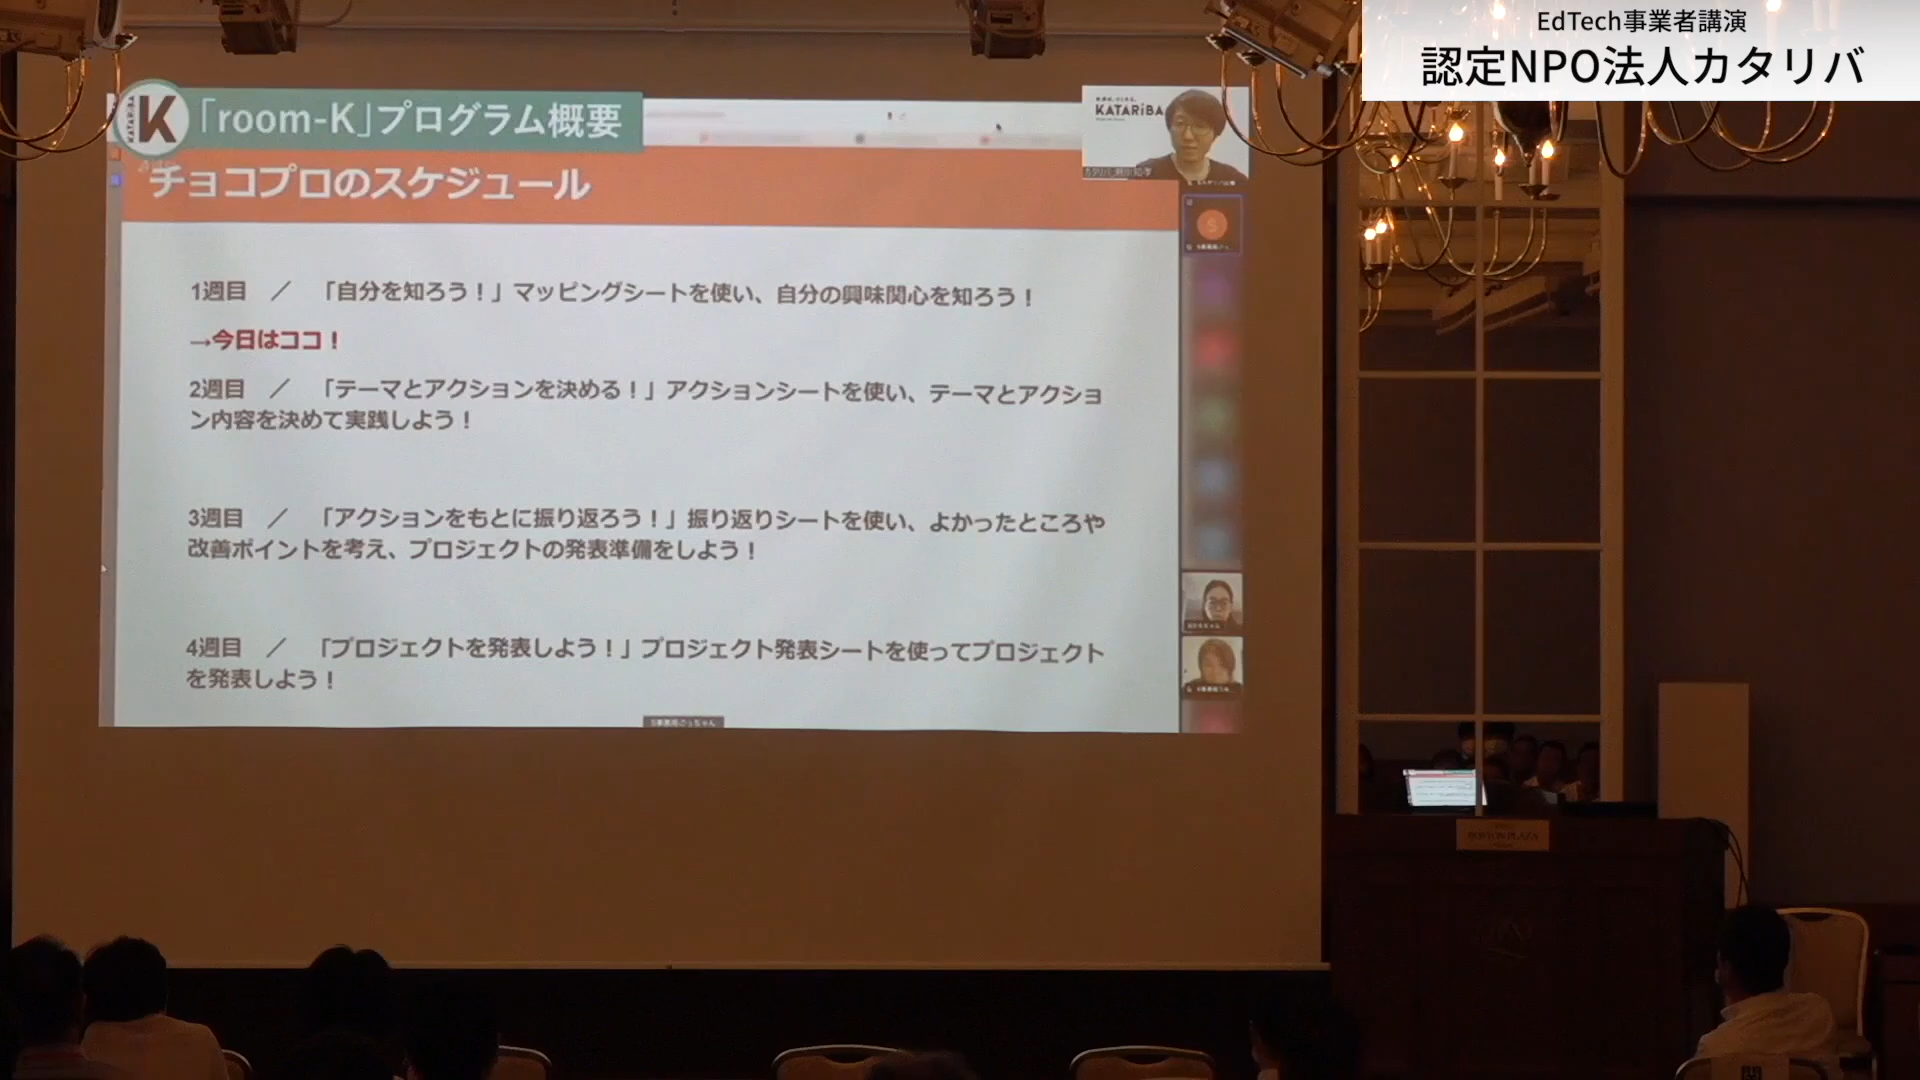 EdTech事業者講演
認定NPO法人カタリバ
K
「room-K」プログラム概要
KATARiBA
チョコプロのスケジュール
1週目 ／ 「自分を知ろう！」マッピングシートを使い、自分の興味関心を知ろう！
→今日はココ！
2週目 ／ 「テーマとアクションを決める！」アクションシートを使い、テーマとアクショ
ン内容を決めて実践しよう！
3週目 ／ 「アクションをもとに振り返ろう！」振り返りシートを使い、よかったところや
改善ポイントを考え、プロジェクトの発表準備をしよう！
4週目 ／ 「プロジェクトを発表しよう！」プロジェクト発表シートを使ってプロジェクト
を発表しよう！
S